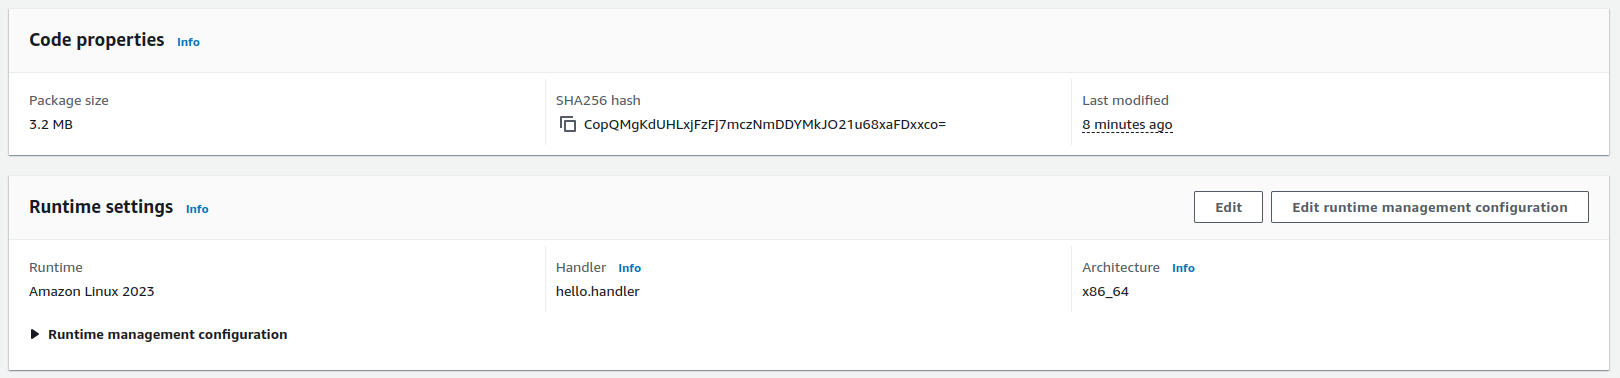 Code properties Info
Package size
3.2 MB
SHA256 hash
CopQMgKdUHLxjFzFj7mczNmDDYMkJO21u68xaFDxxco=
Last modified
8 minutes ago
Runtime settings Info
Edit
Edit runtime management configuration
Runtime
Amazon Linux 2023
Handler Info
hello.handler
Architecture Info
x86_64
Runtime management configuration